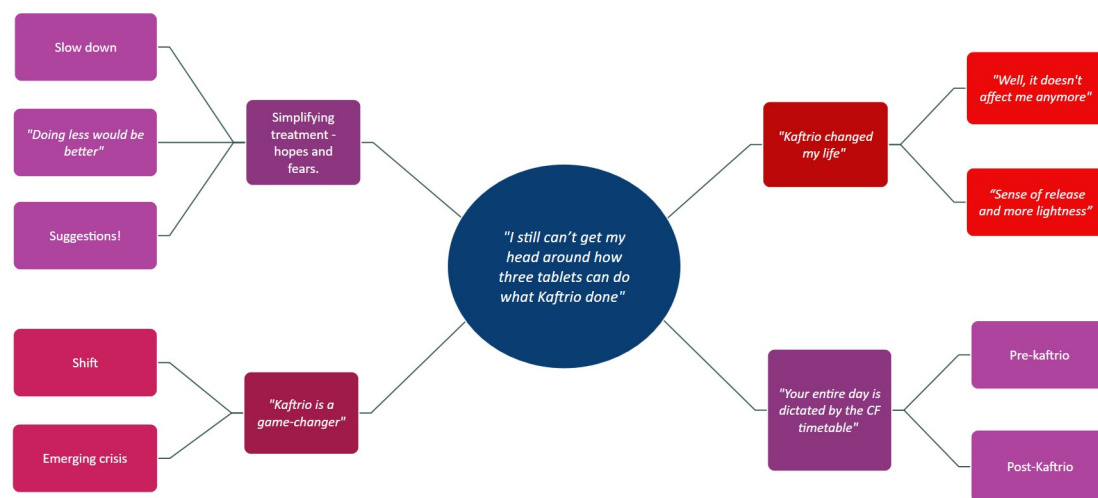 Slow down
"Doing less would be
better"
Suggestions!
Simplifying
treatment -
hopes and
fears.
Shift
Emerging crisis
"Kaftrio is a
game-changer"
"I still can’t get my
head around how
three tablets can do
what Kaftrio done"
"Kaftrio changed
my life"
"Well, it doesn't
affect me anymore"
“Sense of release
and more lightness”
"Your entire day is
dictated by the CF
timetable"
Pre-kaftrio
Post-Kaftrio